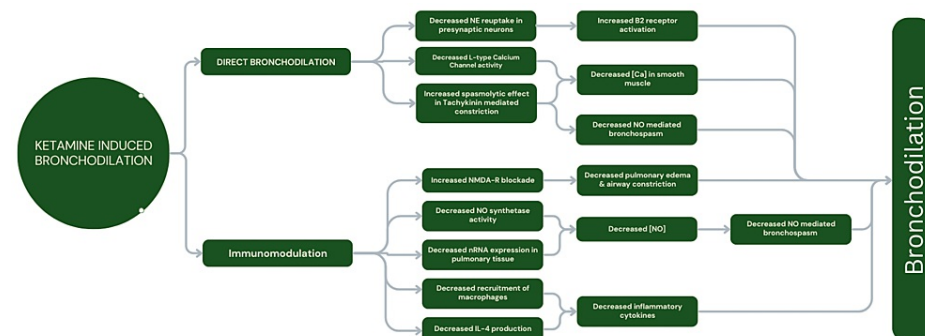 KETAMINE INDUCED
BRONCHODILATION
DIRECT BRONCHODILATION
Decreased NE reuptake in
presynaptic neurons
Increased B2 receptor
activation
Decreased L-type Calcium
Channel activity
Increased spasmolytic effect
in Tachykinin mediated
constriction
Decreased [Ca] in smooth
muscle
Decreased NO mediated
bronchospasm
Immunomodulation
Increased NMDA-R blockade
Decreased pulmonary edema
& airway constriction
Decreased NO synthetase
activity
Decreased nRNA expression in
pulmonary tissue
Decreased [NO]
Decreased NO mediated
bronchospasm
Decreased recruitment of
macrophages
Decreased IL-4 production
Decreased inflammatory
cytokines
Bronchodilation